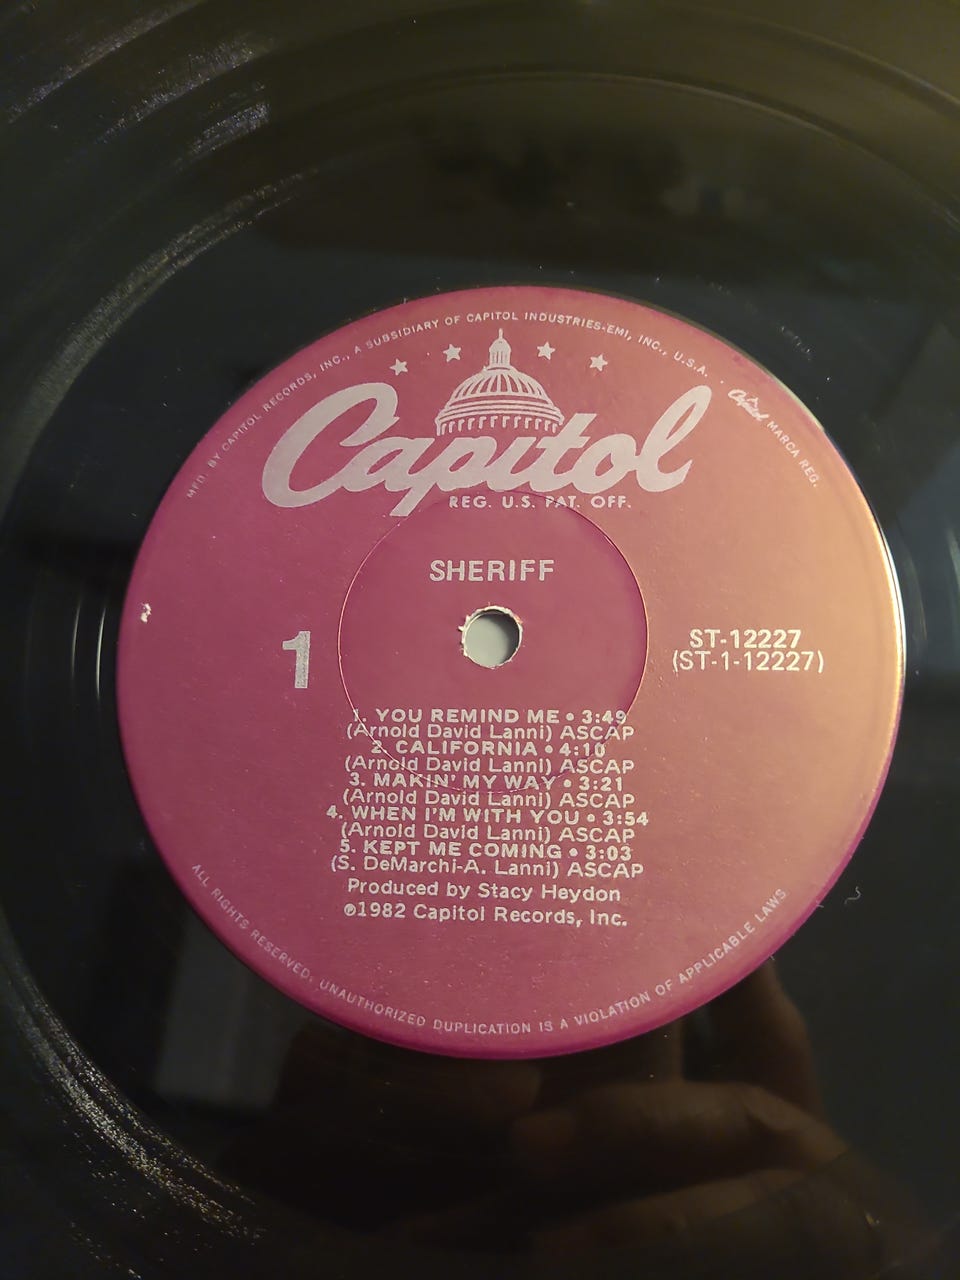 MFD. BY CAPITOL RECORDS, INC., A SUBSIDIARY OF CAPITOL INDUSTRIES-EMI, INC., U.S.A. · Capitol MARCA REG.
Capitol
REG. U.S. PAT. OFF.
SHERIFF
1
ST-12227
(ST-1-12227)
1. YOU REMIND ME • 3:49
(Arnold David Lanni) ASCAP
2. CALIFORNIA • 4:10
(Arnold David Lanni) ASCAP
3. MAKIN' MY WAY • 3:21
(Arnold David Lanni) ASCAP
4. WHEN I'M WITH YOU • 3:54
(Arnold David Lanni) ASCAP
5. KEPT ME COMING • 3:03
(S. DeMarchi-A. Lanni) ASCAP
Produced by Stacy Heydon
℗1982 Capitol Records, Inc.
ALL RIGHTS RESERVED. UNAUTHORIZED DUPLICATION IS A VIOLATION OF APPLICABLE LAWS